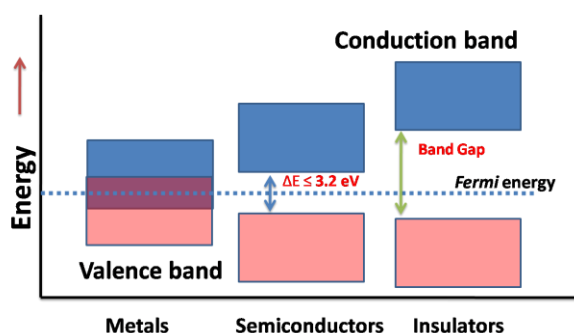 Conduction band
Energy
Band Gap
ΔE ≤ 3.2 eV
Fermi energy
Valence band
Metals
Semiconductors
Insulators